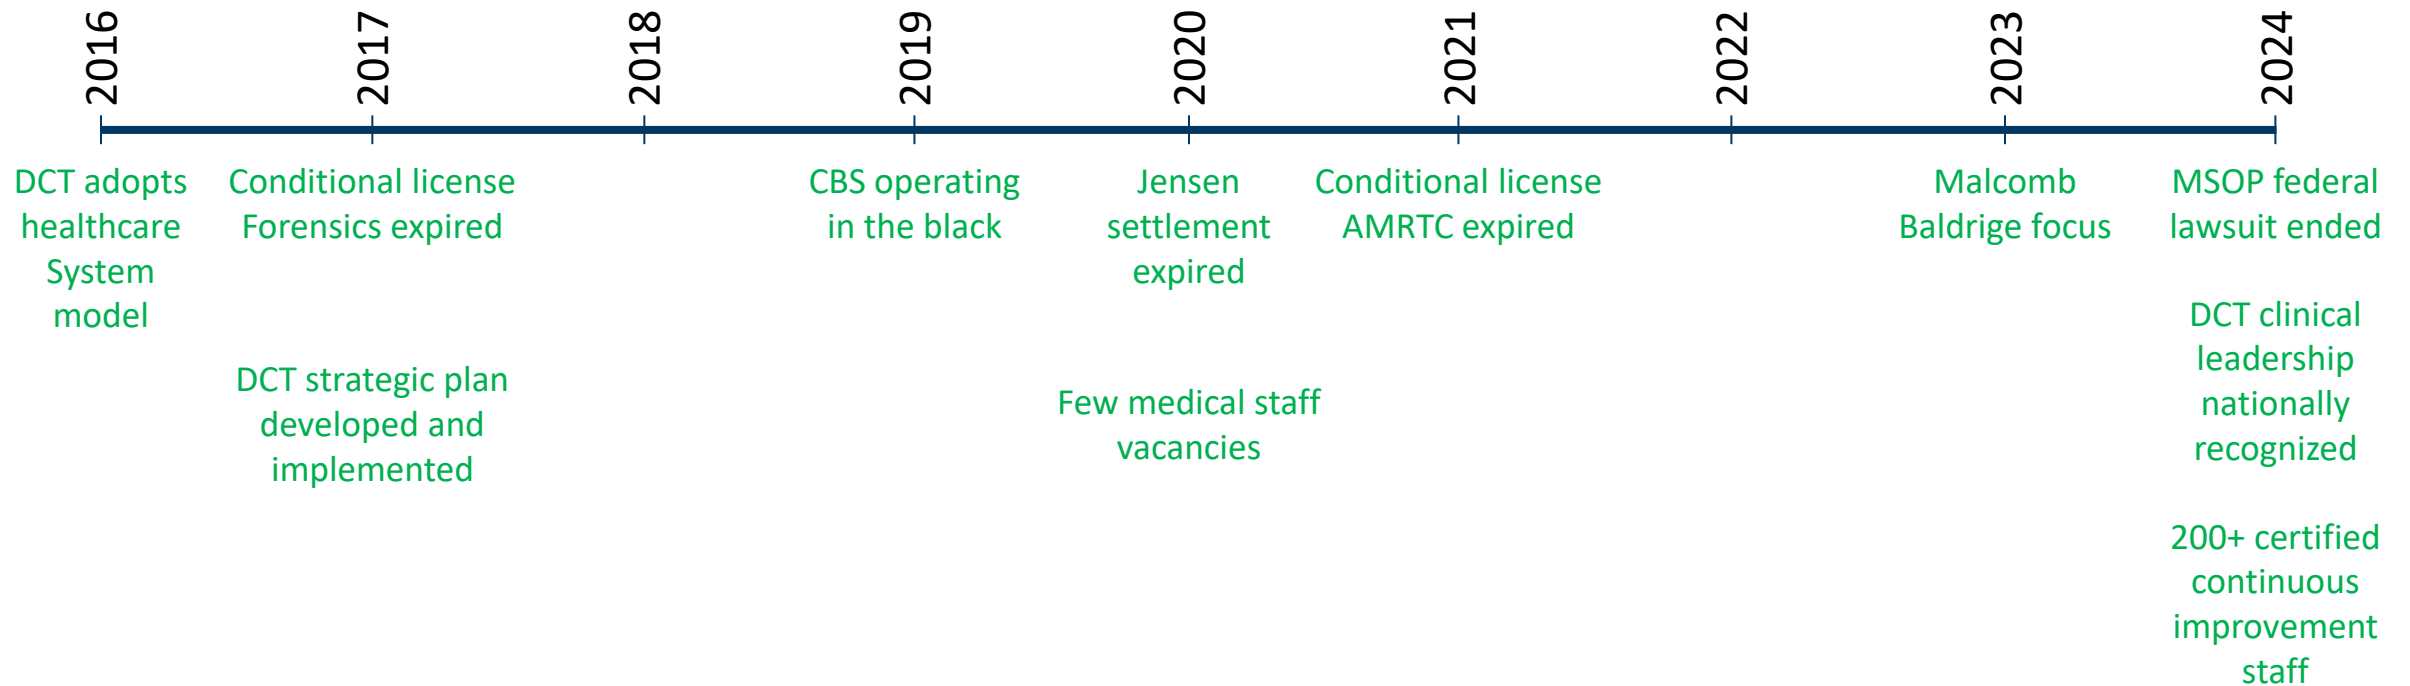 2016
2017
2018
2019
2020
2021
2022
2023
2024
DCT adopts
healthcare
System
model
Conditional license
Forensics expired
DCT strategic plan
developed and
implemented
CBS operating
in the black
Jensen
settlement
expired
Few medical staff
vacancies
Conditional license
AMRTC expired
Malcomb
Baldrige focus
MSOP federal
lawsuit ended
DCT clinical
leadership
nationally
recognized
200+ certified
continuous
improvement
staff